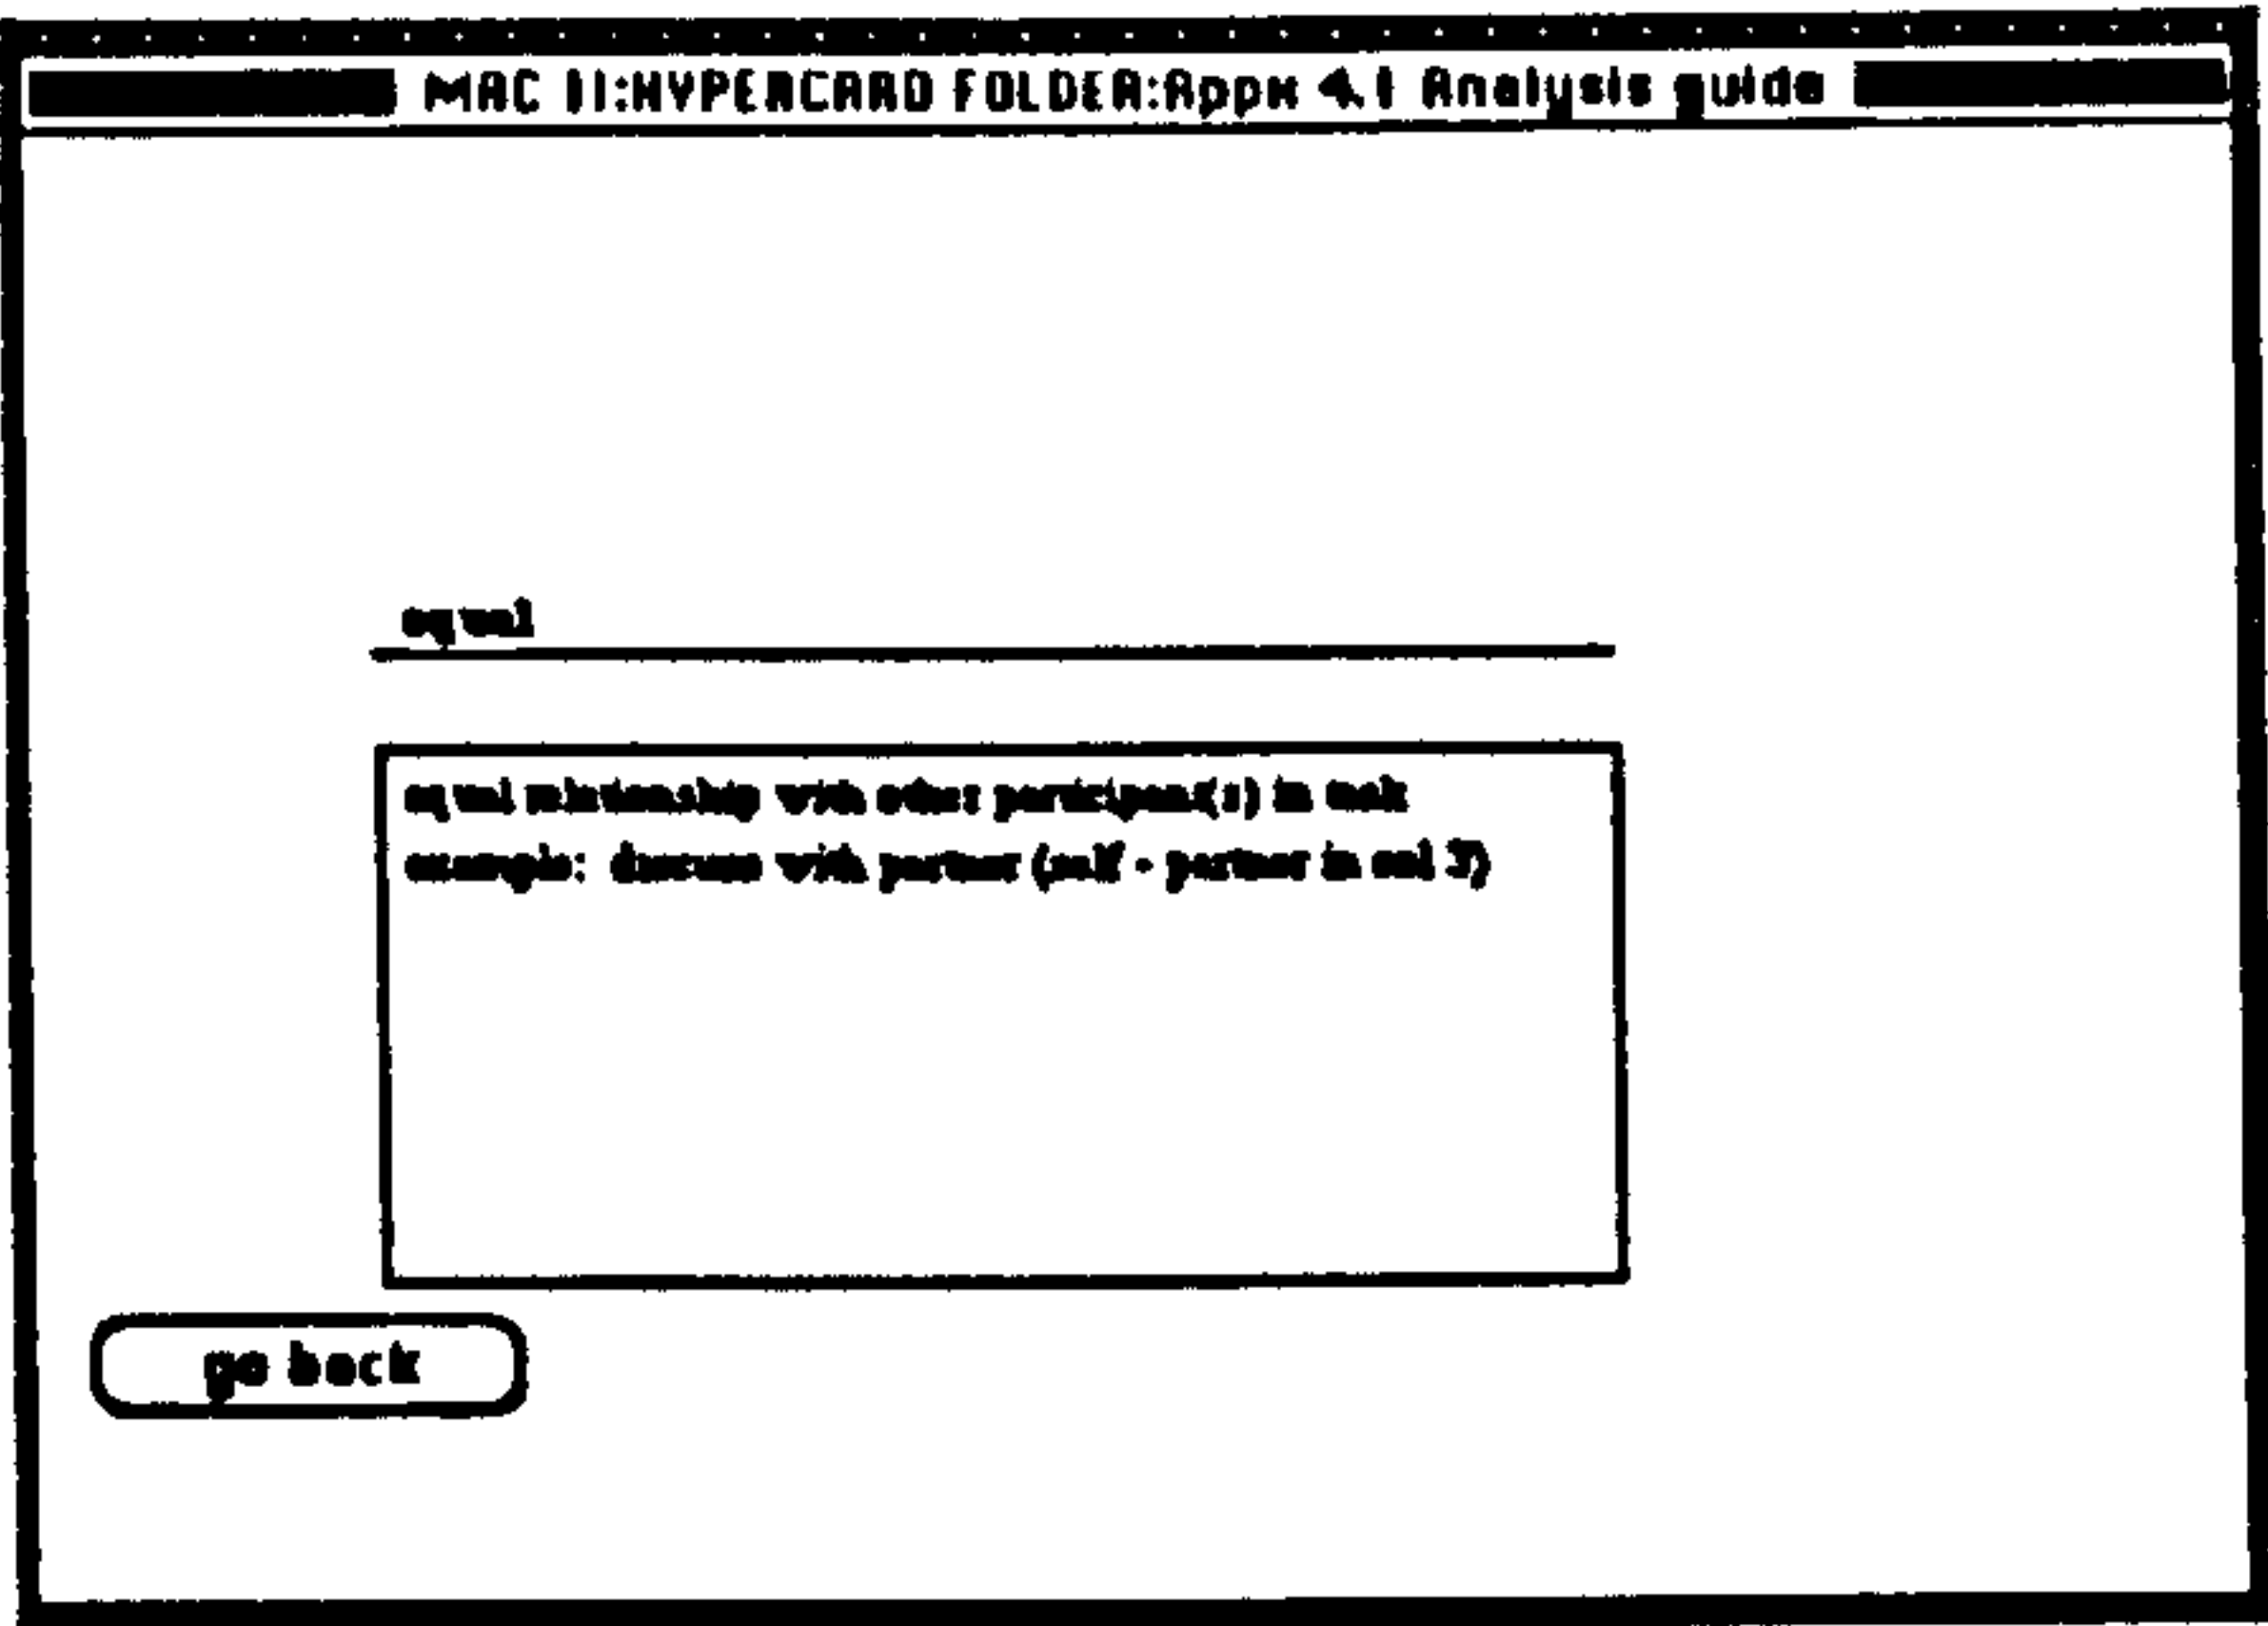 MAC II:HYPERCARD FOLDER:Appx 4.1 Analysis guide
equal
equal relationship with other participant(s) in task
example: discuss with partner (self + partner in col 3)
go back